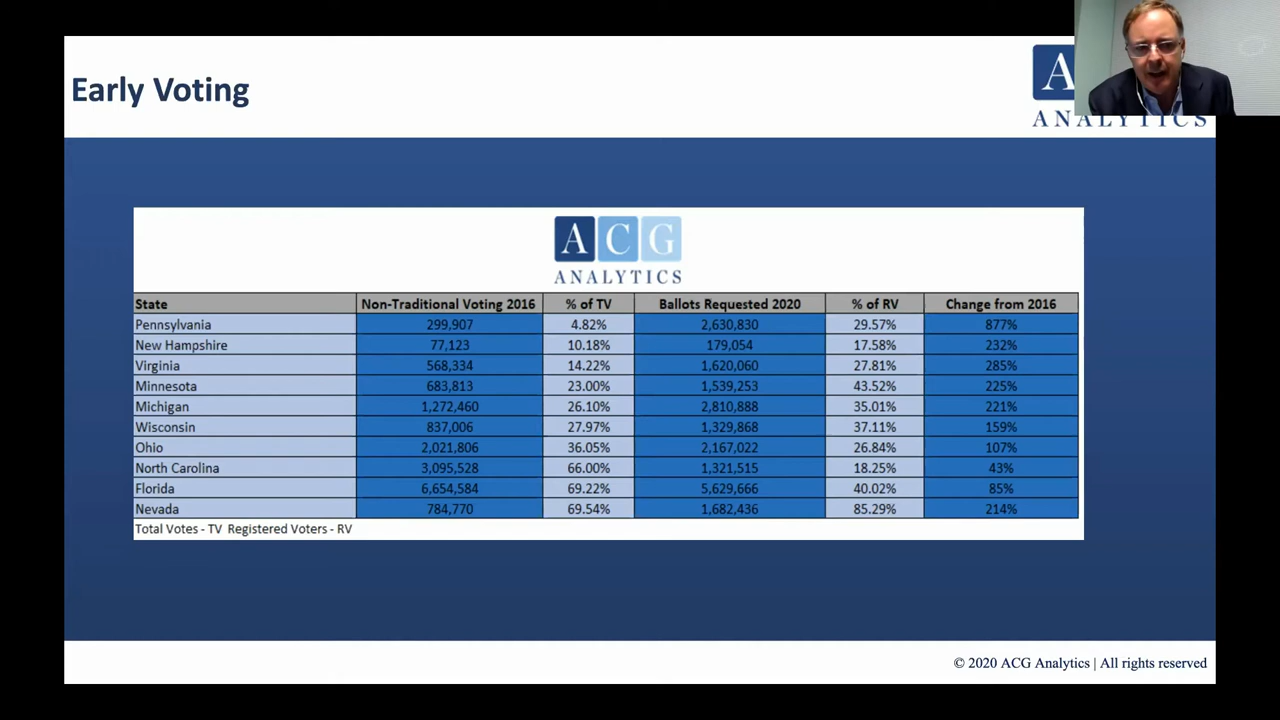 Early Voting
A
ANALYTICS
A C G
ANALYTICS
State Non-Traditional Voting 2016 % of TV Ballots Requested 2020 % of RV Change from 2016
Pennsylvania 299,907 4.82% 2,630,830 29.57% 877%
New Hampshire 77,123 10.18% 179,054 17.58% 232%
Virginia 568,334 14.22% 1,620,060 27.81% 285%
Minnesota 683,813 23.00% 1,539,253 43.52% 225%
Michigan 1,272,460 26.10% 2,810,888 35.01% 221%
Wisconsin 837,006 27.97% 1,329,868 37.11% 159%
Ohio 2,021,806 36.05% 2,167,022 26.84% 107%
North Carolina 3,095,528 66.00% 1,321,515 18.25% 43%
Florida 6,654,584 69.22% 5,629,666 40.02% 85%
Nevada 784,770 69.54% 1,682,436 85.29% 214%
Total Votes - TV Registered Voters - RV
© 2020 ACG Analytics | All rights reserved